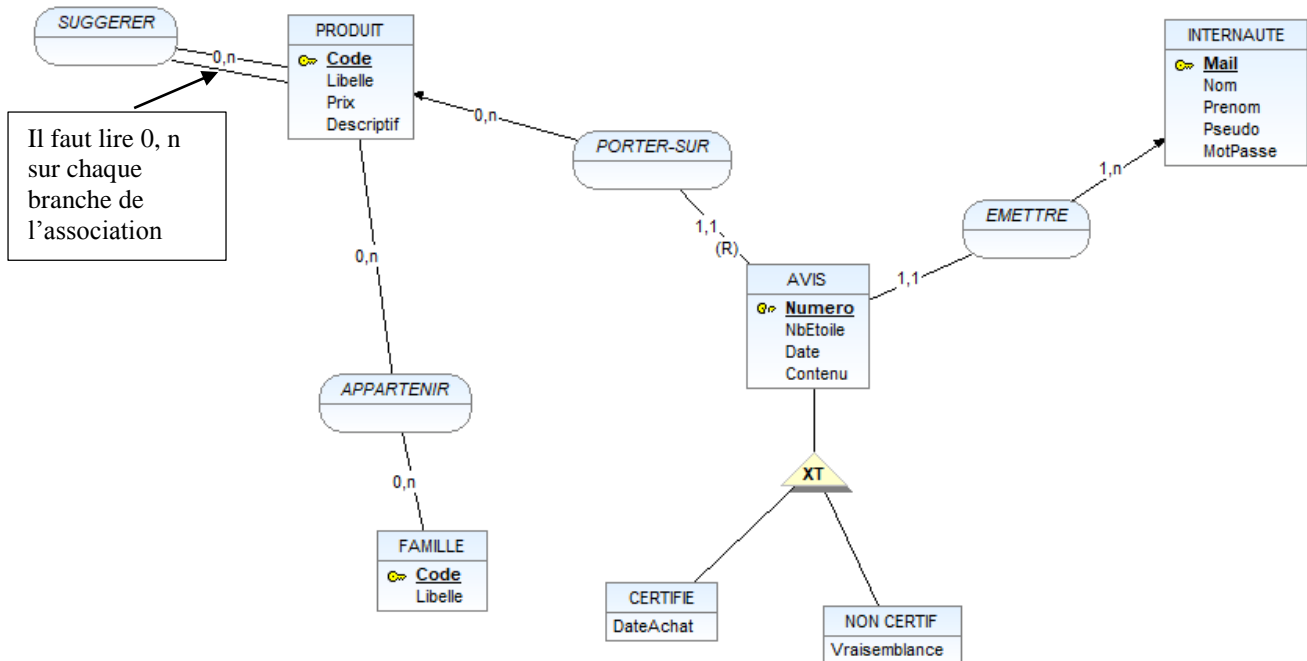 SUGGERER
0,n
Il faut lire 0, n
sur chaque
branche de
l'association
PRODUIT
Code
Libelle
Prix
Descriptif
0,n
PORTER-SUR
1,1
(R)
INTERNAUTE
Mail
Nom
Prenom
Pseudo
MotPasse
1,n
EMETTRE
1,1
AVIS
Numero
NbEtoile
Date
Contenu
0,n
APPARTENIR
0,n
FAMILLE
Code
Libelle
XT
CERTIFIE
DateAchat
NON CERTIF
Vraisemblance